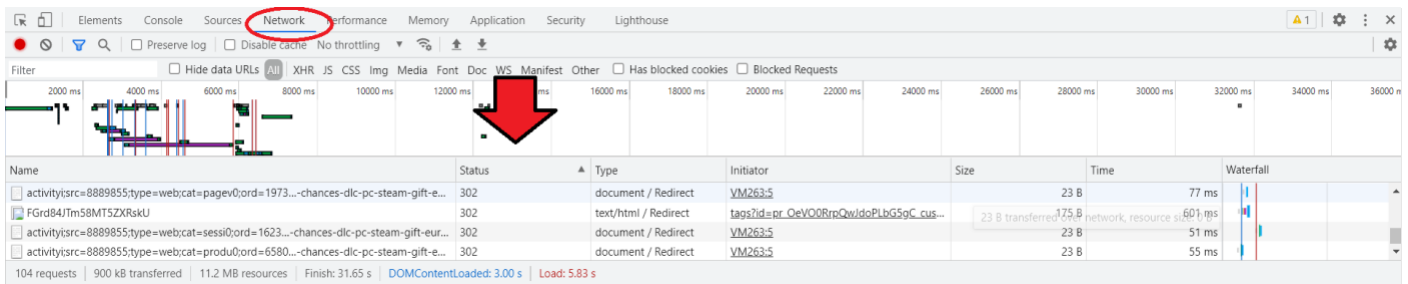 Elements Console Sources Network Performance Memory Application Security Lighthouse 1
Preserve log Disable cache No throttling
Filter Hide data URLs All XHR JS CSS Img Media Font Doc WS Manifest Other Has blocked cookies Blocked Requests
2000 ms 4000 ms 6000 ms 8000 ms 10000 ms 12000 ms ms 16000 ms 18000 ms 20000 ms 22000 ms 24000 ms 26000 ms 28000 ms 30000 ms 32000 ms 34000 ms 36000 m
Name Status Type Initiator Size Time Waterfall
activityi;src=8889855;type=web;cat=pagev0;ord=1973...-chances-dlc-pc-steam-gift-e... 302 document / Redirect VM263:5 23 B 77 ms
FGrd84JTm58MT5ZXRskU 302 text/html / Redirect tags?id=pr_OeVO0RrpQwJdoPLbG5gC_cus... 175 B 601 ms
23 B transferred over network, resource size: 0 B
activityi;src=8889855;type=web;cat=sessi0;ord=1623...-chances-dlc-pc-steam-gift-eur... 302 document / Redirect VM263:5 23 B 51 ms
activityi;src=8889855;type=web;cat=produ0;ord=6580...-chances-dlc-pc-steam-gift-eur... 302 document / Redirect VM263:5 23 B 55 ms
104 requests 900 kB transferred 11.2 MB resources Finish: 31.65 s DOMContentLoaded: 3.00 s Load: 5.83 s